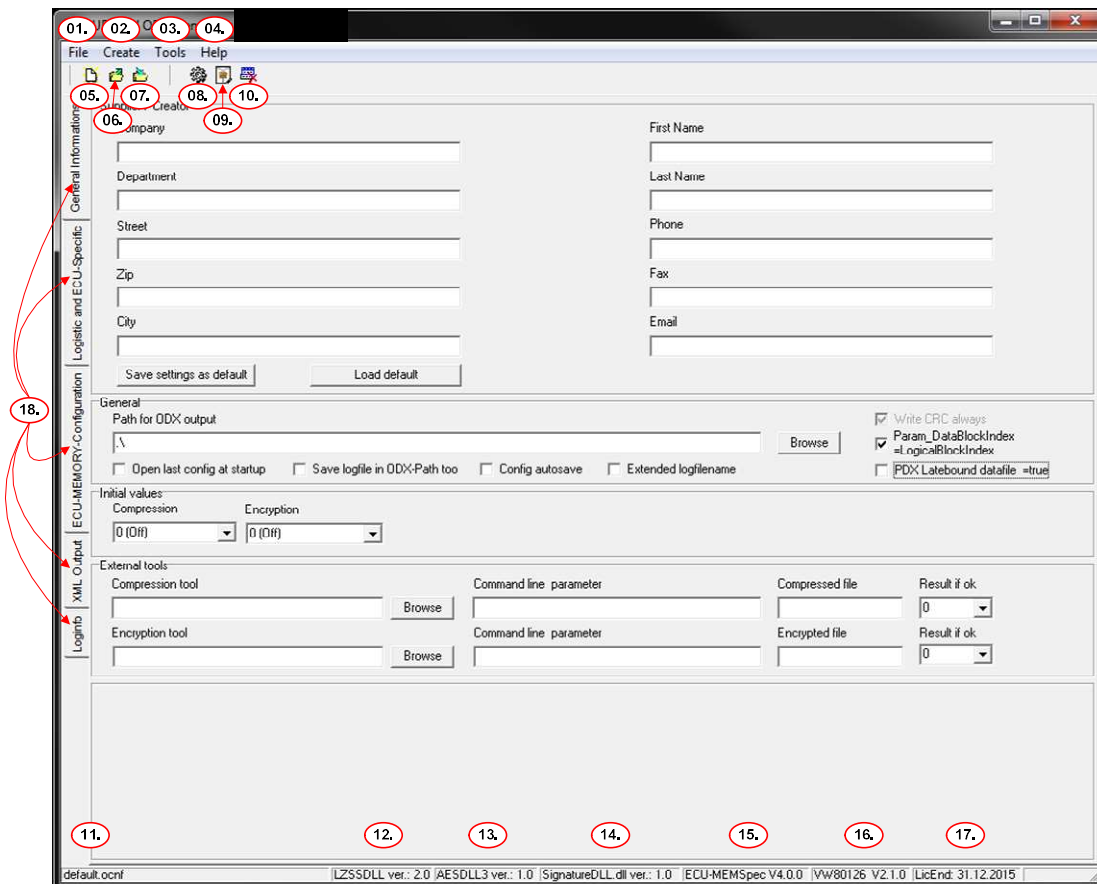 01. 02. 03. 04.
File Create Tools Help
05. 07. 08. 10.
06. 09.
General Informations
Logistic and ECU-Specific
ECU-MEMORY-Configuration
XML Output
Loginfo
18.
Creator
Company First Name
Department Last Name
Street Phone
Zip Fax
City Email
Save settings as default Load default
General
Path for ODX output
.\ Browse
Write CRC always
Param_DataBlockIndex
=LogicalBlockIndex
Open last config at startup Save logfile in ODX-Path too Config autosave Extended logfilename PDX Latebound datafile =true
Initial values
Compression Encryption
0 (Off) 0 (Off)
External tools
Compression tool Command line parameter Compressed file Result if ok
Browse 0
Encryption tool Command line parameter Encrypted file Result if ok
Browse 0
11. 12. 13. 14. 15. 16. 17.
default.ocnf LZSSDLL ver.: 2.0 AESDLL3 ver.: 1.0 SignatureDLL.dll ver.: 1.0 ECU-MEMSpec V4.0.0 VW80126 V2.1.0 LicEnd: 31.12.2015